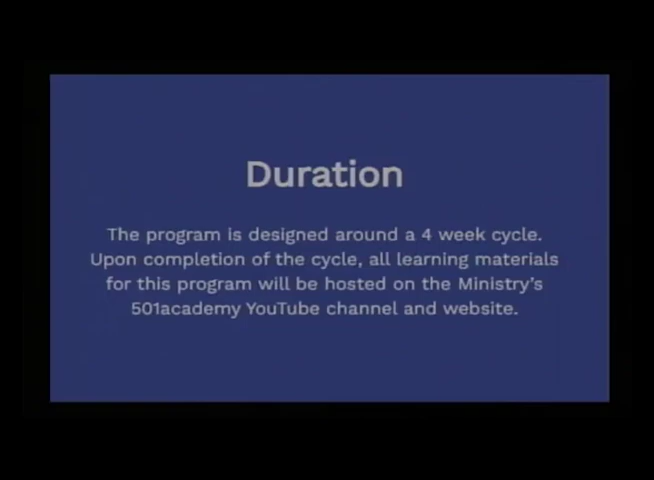 Duration
The program is designed around a 4 week cycle.
Upon completion of the cycle, all learning materials
for this program will be hosted on the Ministry's
501academy YouTube channel and website.